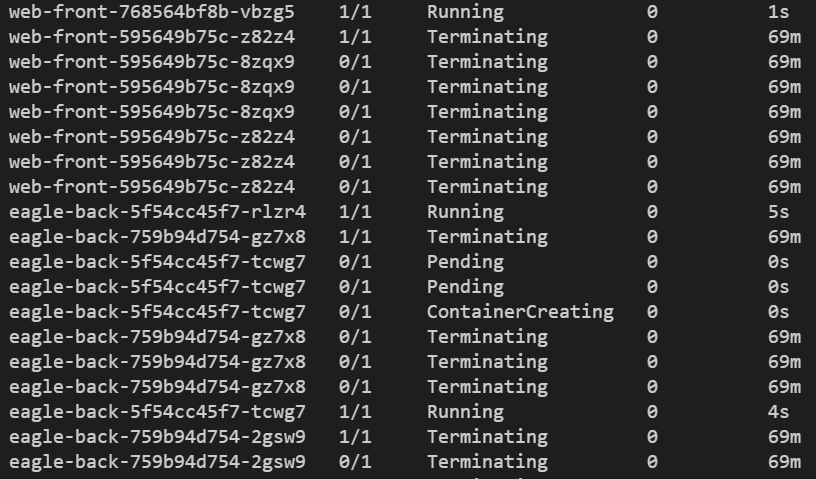 web-front-768564bf8b-vbzg5 1/1 Running 0 1s
web-front-595649b75c-z82z4 1/1 Terminating 0 69m
web-front-595649b75c-8zqx9 0/1 Terminating 0 69m
web-front-595649b75c-8zqx9 0/1 Terminating 0 69m
web-front-595649b75c-8zqx9 0/1 Terminating 0 69m
web-front-595649b75c-z82z4 0/1 Terminating 0 69m
web-front-595649b75c-z82z4 0/1 Terminating 0 69m
web-front-595649b75c-z82z4 0/1 Terminating 0 69m
eagle-back-5f54cc45f7-rlzr4 1/1 Running 0 5s
eagle-back-759b94d754-gz7x8 1/1 Terminating 0 69m
eagle-back-5f54cc45f7-tcwg7 0/1 Pending 0 0s
eagle-back-5f54cc45f7-tcwg7 0/1 Pending 0 0s
eagle-back-5f54cc45f7-tcwg7 0/1 ContainerCreating 0 0s
eagle-back-759b94d754-gz7x8 0/1 Terminating 0 69m
eagle-back-759b94d754-gz7x8 0/1 Terminating 0 69m
eagle-back-759b94d754-gz7x8 0/1 Terminating 0 69m
eagle-back-5f54cc45f7-tcwg7 1/1 Running 0 4s
eagle-back-759b94d754-2gsw9 1/1 Terminating 0 69m
eagle-back-759b94d754-2gsw9 0/1 Terminating 0 69m